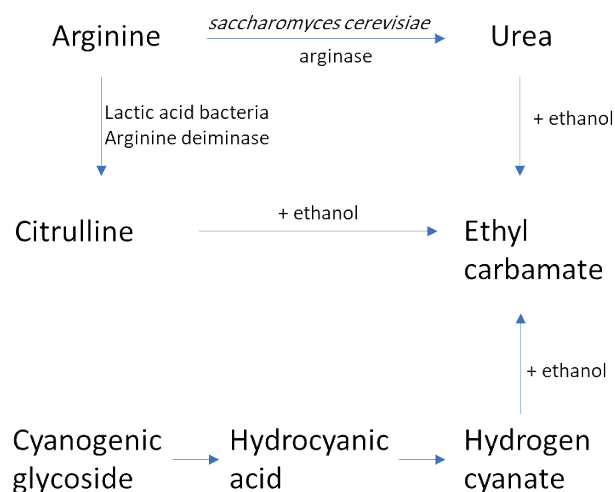 saccharomyces cerevisiae
Arginine
Urea
arginase
Lactic acid bacteria
Arginine deiminase
+ ethanol
Citrulline
+ ethanol
Ethyl
carbamate
+ ethanol
Cyanogenic
glycoside
Hydrocyanic
acid
Hydrogen
cyanate